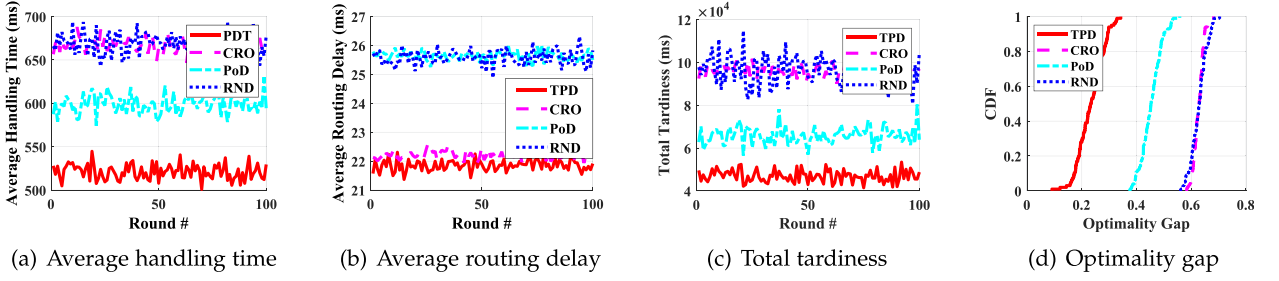 Average Handling Time (ms)
700
650
600
550
500
0
50
100
Round #
PDT
CRO
PoD
RND
(a) Average handling time
Average Routing Delay (ms)
27
26
25
24
23
22
21
0
50
100
Round #
TPD
CRO
PoD
RND
(b) Average routing delay
Total Tardiness (ms)
×10⁴
12
10
8
6
4
0
50
100
Round #
TPD
CRO
PoD
RND
(c) Total tardiness
CDF
1
0.8
0.6
0.4
0.2
0
0
0.2
0.4
0.6
0.8
Optimality Gap
TPD
CRO
PoD
RND
(d) Optimality gap